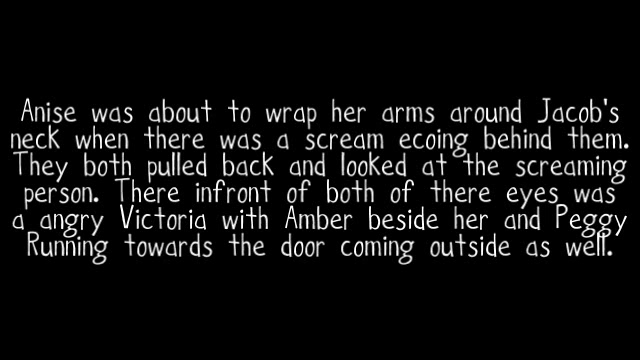 Anise was about to wrap her arms around Jacob's
neck when there was a scream ecoing behind them.
They both pulled back and looked at the screaming
person. There infront of both of there eyes was
a angry Victoria with Amber beside her and Peggy
Running towards the door coming outside as well.